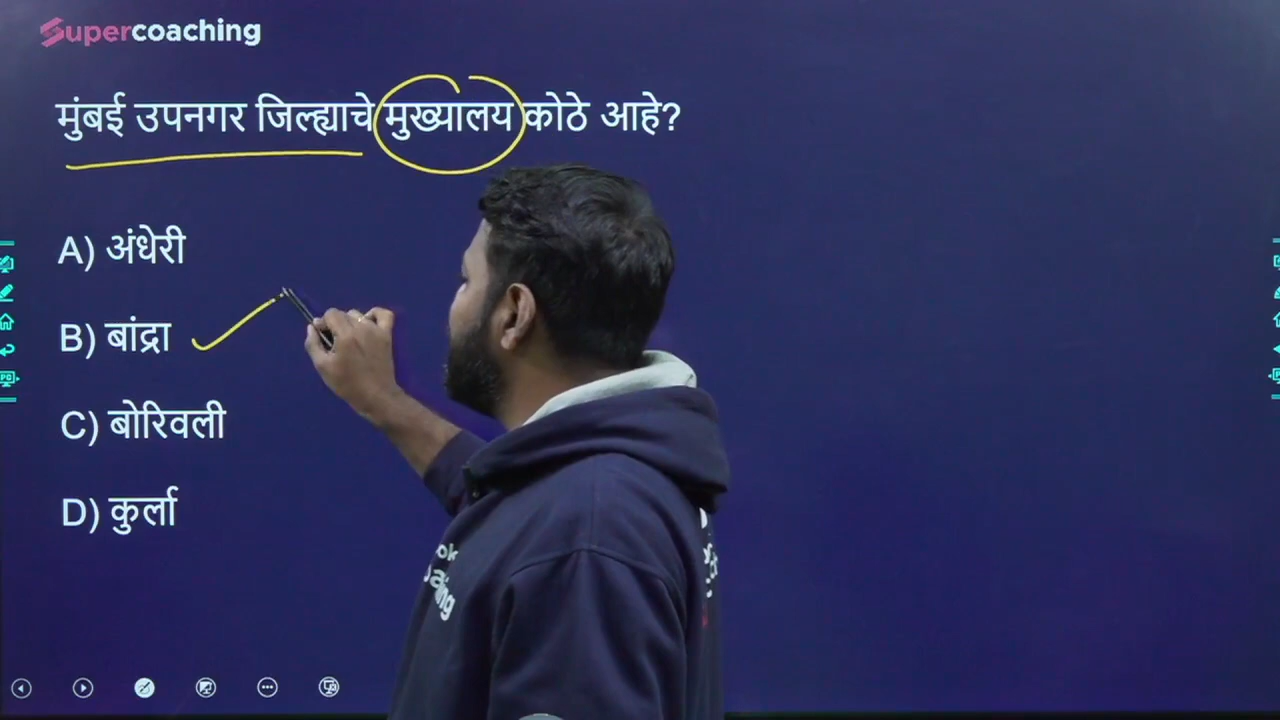 Supercoaching
मुंबई उपनगर जिल्ह्याचे मुख्यालय कोठे आहे?
A) अंधेरी
B) बांद्रा
C) बोरिवली
D) कुर्ला